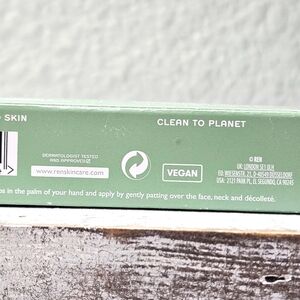 SKIN
CLEAN TO PLANET
DERMATOLOGIST TESTED
AND APPROVED
www.renskincare.com
VEGAN
© REN
UK: LONDON SE1 0LH
EU: WIESENSTR. 21, D-40549 DÜSSELDORF
USA: 2121 PARK PL, EL SEGUNDO, CA 90245
in the palm of your hand and apply by gently patting over the face, neck and décolleté.